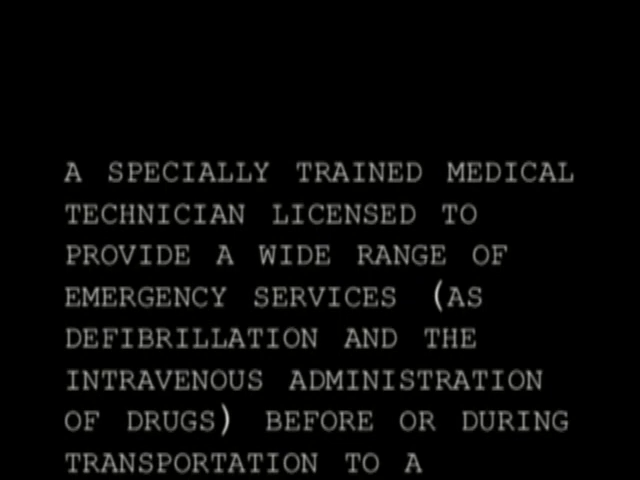 A SPECIALLY TRAINED MEDICAL
TECHNICIAN LICENSED TO
PROVIDE A WIDE RANGE OF
EMERGENCY SERVICES (AS
DEFIBRILLATION AND THE
INTRAVENOUS ADMINISTRATION
OF DRUGS) BEFORE OR DURING
TRANSPORTATION TO A